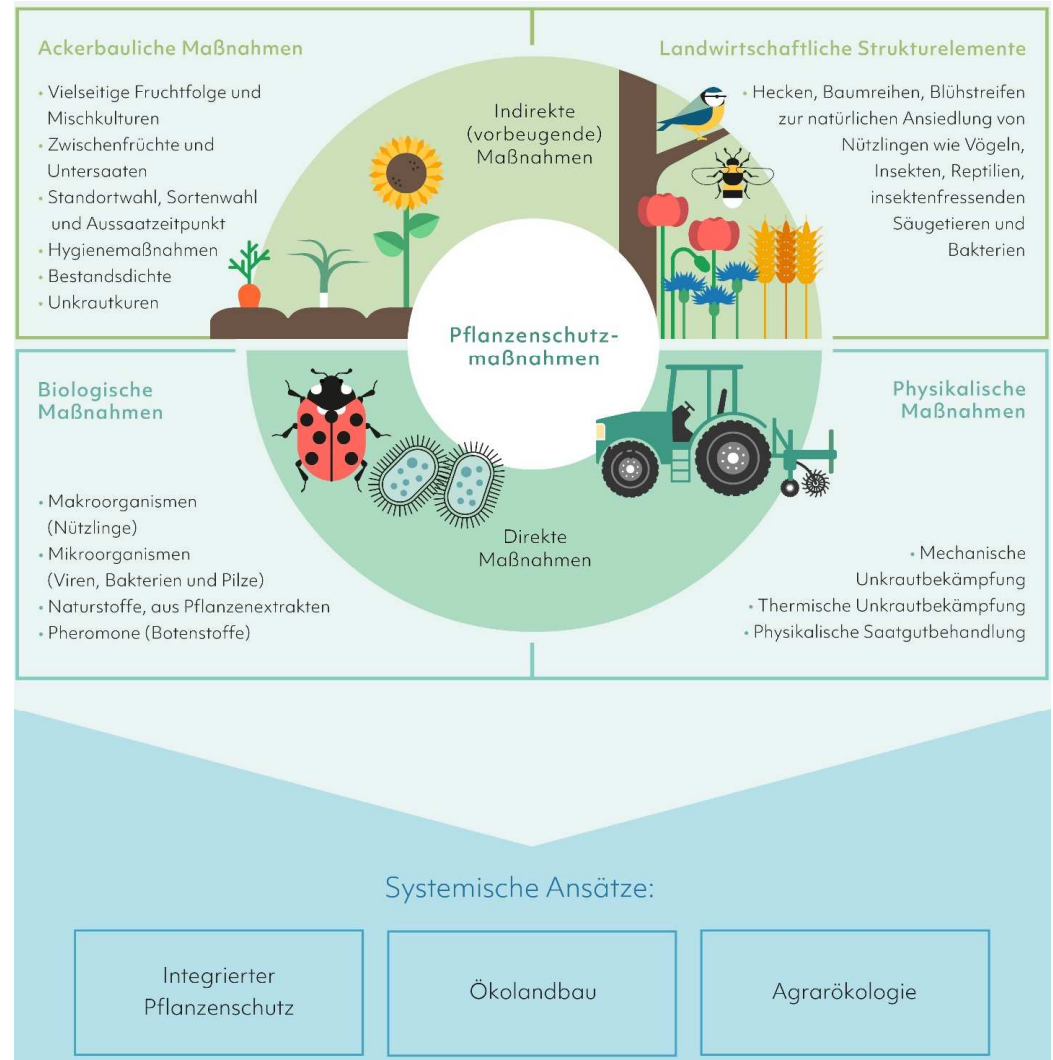 Ackerbauliche Maßnahmen
• Vielseitige Fruchtfolge und
Mischkulturen
• Zwischenfrüchte und
Untersaaten
• Standortwahl, Sortenwahl
und Aussaatzeitpunkt
• Hygienemaßnahmen
• Bestandsdichte
• Unkrautkuren
Indirekte
(vorbeugende)
Maßnahmen
Landwirtschaftliche Strukturelemente
• Hecken, Baumreihen, Blühstreifen
zur natürlichen Ansiedlung von
Nützlingen wie Vögeln,
Insekten, Reptilien,
insektenfressenden
Säugetieren und
Bakterien
Pflanzenschutz-
maßnahmen
Biologische
Maßnahmen
• Makroorganismen
(Nützlinge)
• Mikroorganismen
(Viren, Bakterien und Pilze)
• Naturstoffe, aus Pflanzenextrakten
• Pheromone (Botenstoffe)
Direkte
Maßnahmen
Physikalische
Maßnahmen
• Mechanische
Unkrautbekämpfung
• Thermische Unkrautbekämpfung
• Physikalische Saatgutbehandlung
Systemische Ansätze:
Integrierter
Pflanzenschutz
Ökolandbau
Agrarökologie